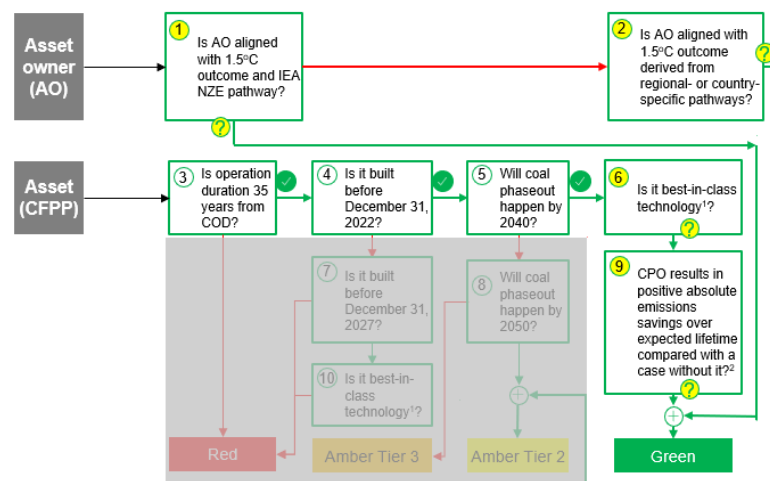 Asset
owner
(AO)
1
Is AO aligned
with 1.5°C
outcome and IEA
NZE pathway?
?
2
Is AO aligned with
1.5°C outcome
derived from
regional- or country-
specific pathways?
?
Asset
(CFPP)
3
Is operation
duration 35
years from
COD?
4
Is it built
before
December 31,
2022?
5
Will coal
phaseout
happen by
2040?
6
Is it best-in-class
technology¹?
?
7
Is it built
before
December 31,
2027?
8
Will coal
phaseout
happen by
2050?
9
CPO results in
positive absolute
emissions
savings over
expected lifetime
compared with a
case without it?²
?
10
Is it best-in-
class
technology¹?
Red
Amber Tier 3
Amber Tier 2
Green